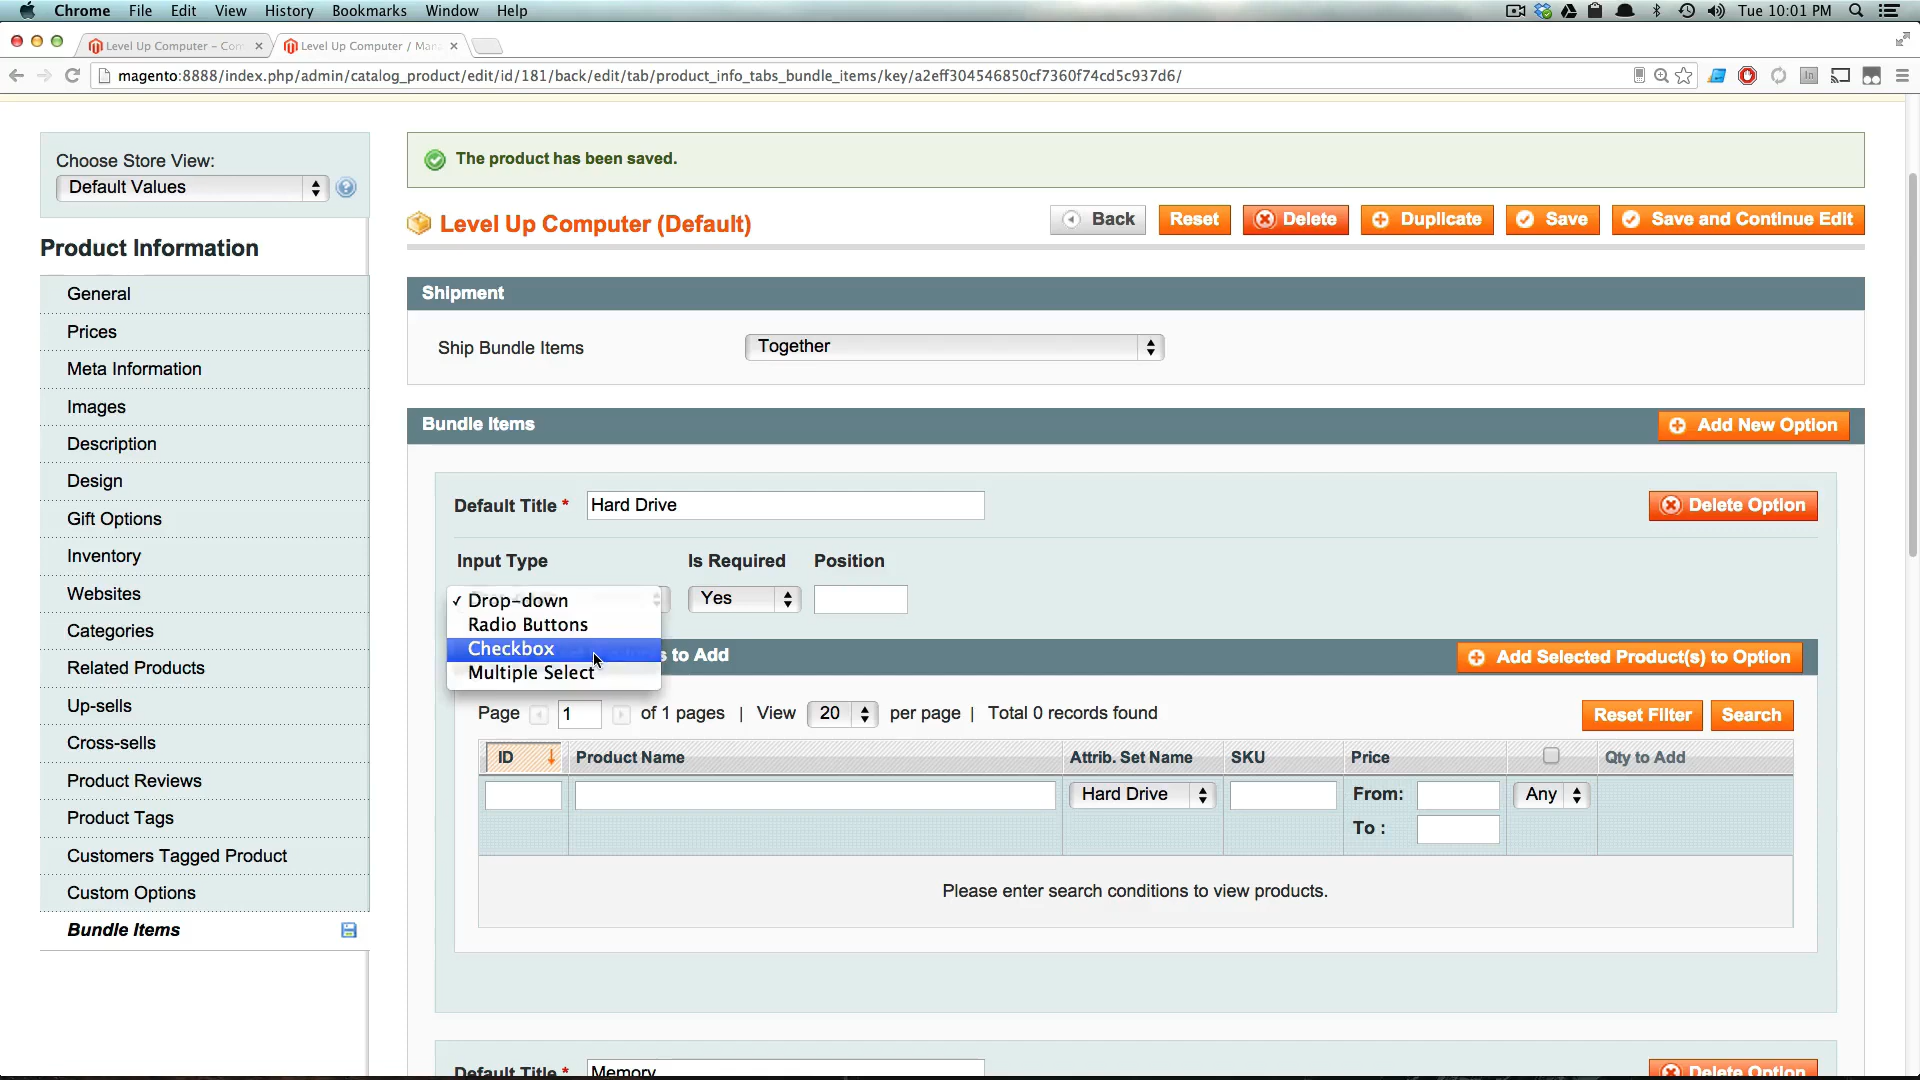 Chrome File Edit View History Bookmarks Window Help Tue 10:01 PM
Level Up Computer – Con Level Up Computer / Man
magento:8888/index.php/admin/catalog_product/edit/id/181/back/edit/tab/product_info_tabs_bundle_items/key/a2eff304546850cf7360f74cd5c937d6/
Choose Store View:
Default Values
Product Information
General
Prices
Meta Information
Images
Description
Design
Gift Options
Inventory
Websites
Categories
Related Products
Up-sells
Cross-sells
Product Reviews
Product Tags
Customers Tagged Product
Custom Options
Bundle Items
The product has been saved.
Level Up Computer (Default)
Back Reset Delete Duplicate Save Save and Continue Edit
Shipment
Ship Bundle Items Together
Bundle Items Add New Option
Default Title * Hard Drive Delete Option
Input Type Is Required Position
✓ Drop-down Yes
Radio Buttons
Checkbox
Multiple Select
to Add Add Selected Product(s) to Option
Page 1 of 1 pages | View 20 per page | Total 0 records found Reset Filter Search
ID Product Name Attrib. Set Name SKU Price Qty to Add
Hard Drive From: Any
To :
Please enter search conditions to view products.
Default Title * Memory Delete Option